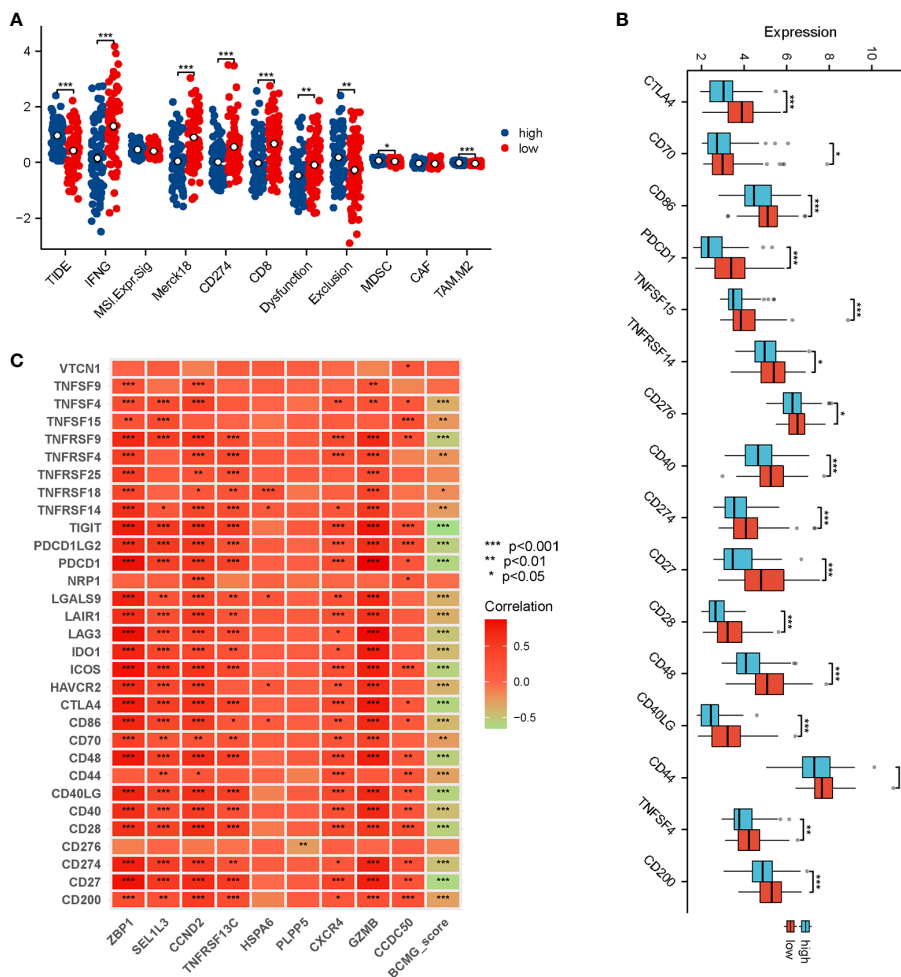 A
4
2
0
−2
***
***
***
***
***
**
**
*
***
high
low
TIDE
IFNG
MSI.Expr.Sig
Merck18
CD274
CD8
Dysfunction
Exclusion
MDSC
CAF
TAM.M2
B
Expression
2
4
6
8
10
CTLA4
***
CD70
*
CD86
***
PDCD1
***
TNFSF15
***
TNFRSF14
*
CD276
*
CD40
***
CD274
***
CD27
***
CD28
***
CD48
***
CD40LG
***
CD44
TNFSF4
**
CD200
***
low
high
C
VTCN1 *
TNFSF9 *** *** **
TNFSF4 *** *** *** ** ** * ***
TNFSF15 ** *** *** **
TNFRSF9 *** *** *** *** *** *** ** ***
TNFRSF4 *** *** *** *** *** **
TNFRSF25 *** ** *** ***
TNFRSF18 *** * ** *** *** *
TNFRSF14 *** * *** *** * * *** **
TIGIT *** *** *** *** *** *** *** ***
PDCD1LG2 *** *** *** *** *** *** *** ***
PDCD1 *** *** *** *** *** *** * ***
NRP1 *** *
LGALS9 *** ** *** ** * ** *** ***
LAIR1 *** *** *** ** *** *** ***
LAG3 *** *** *** *** * *** ***
IDO1 *** *** *** ** * *** ***
ICOS *** *** *** *** *** *** *** ***
HAVCR2 *** *** *** * ** *** ***
CTLA4 *** *** *** *** *** *** * ***
CD86 *** *** *** * * ** *** * ***
CD70 *** ** ** *** ** *** **
CD48 *** *** *** *** *** *** ** ***
CD44 ** * *** ** ***
CD40LG *** *** *** *** *** *** ** ***
CD40 *** *** *** *** *** *** ** ***
CD28 *** *** *** *** *** *** *** ***
CD276 **
CD274 *** *** *** ** * *** ** ***
CD27 *** *** *** *** *** *** ** ***
CD200 *** ** *** *** * *** *** ***
ZBP1
SEL1L3
CCND2
TNFRSF13C
HSPA6
PLPP5
CXCR4
GZMB
CCDC50
BCMG_score
*** p<0.001
** p<0.01
* p<0.05
Correlation
0.5
0.0
−0.5